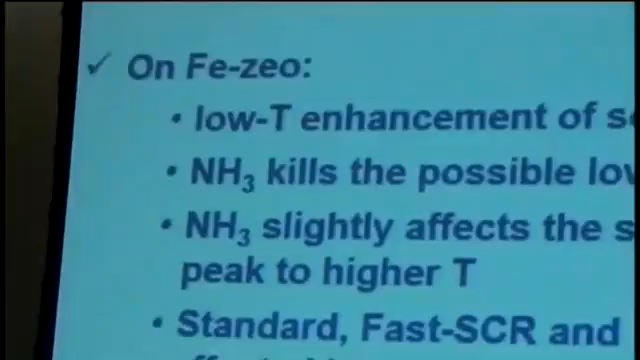 ✓ On Fe-zeo:
• low-T enhancement of
• NH₃ kills the possible
• NH₃ slightly affects the
peak to higher T
• Standard, Fast-SCR and